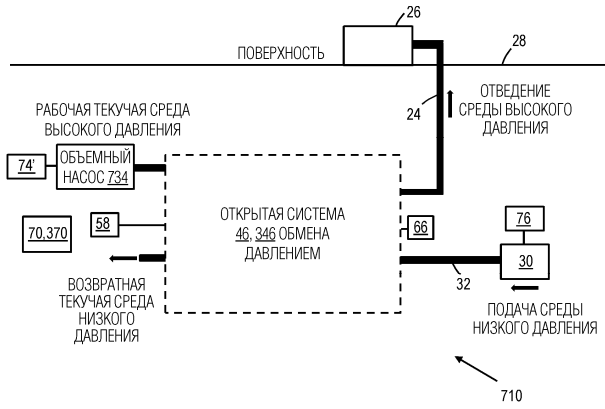 26
ПОВЕРХНОСТЬ
28
РАБОЧАЯ ТЕКУЧАЯ СРЕДА
ВЫСОКОГО ДАВЛЕНИЯ
24
ОТВЕДЕНИЕ
СРЕДЫ ВЫСОКОГО
ДАВЛЕНИЯ
74'
ОБЪЕМНЫЙ
НАСОС 734
ОТКРЫТАЯ СИСТЕМА
46, 346 ОБМЕНА
ДАВЛЕНИЕМ
70,370
58
66
76
30
32
ВОЗВРАТНАЯ
ТЕКУЧАЯ СРЕДА
НИЗКОГО
ДАВЛЕНИЯ
ПОДАЧА СРЕДЫ
НИЗКОГО ДАВЛЕНИЯ
710